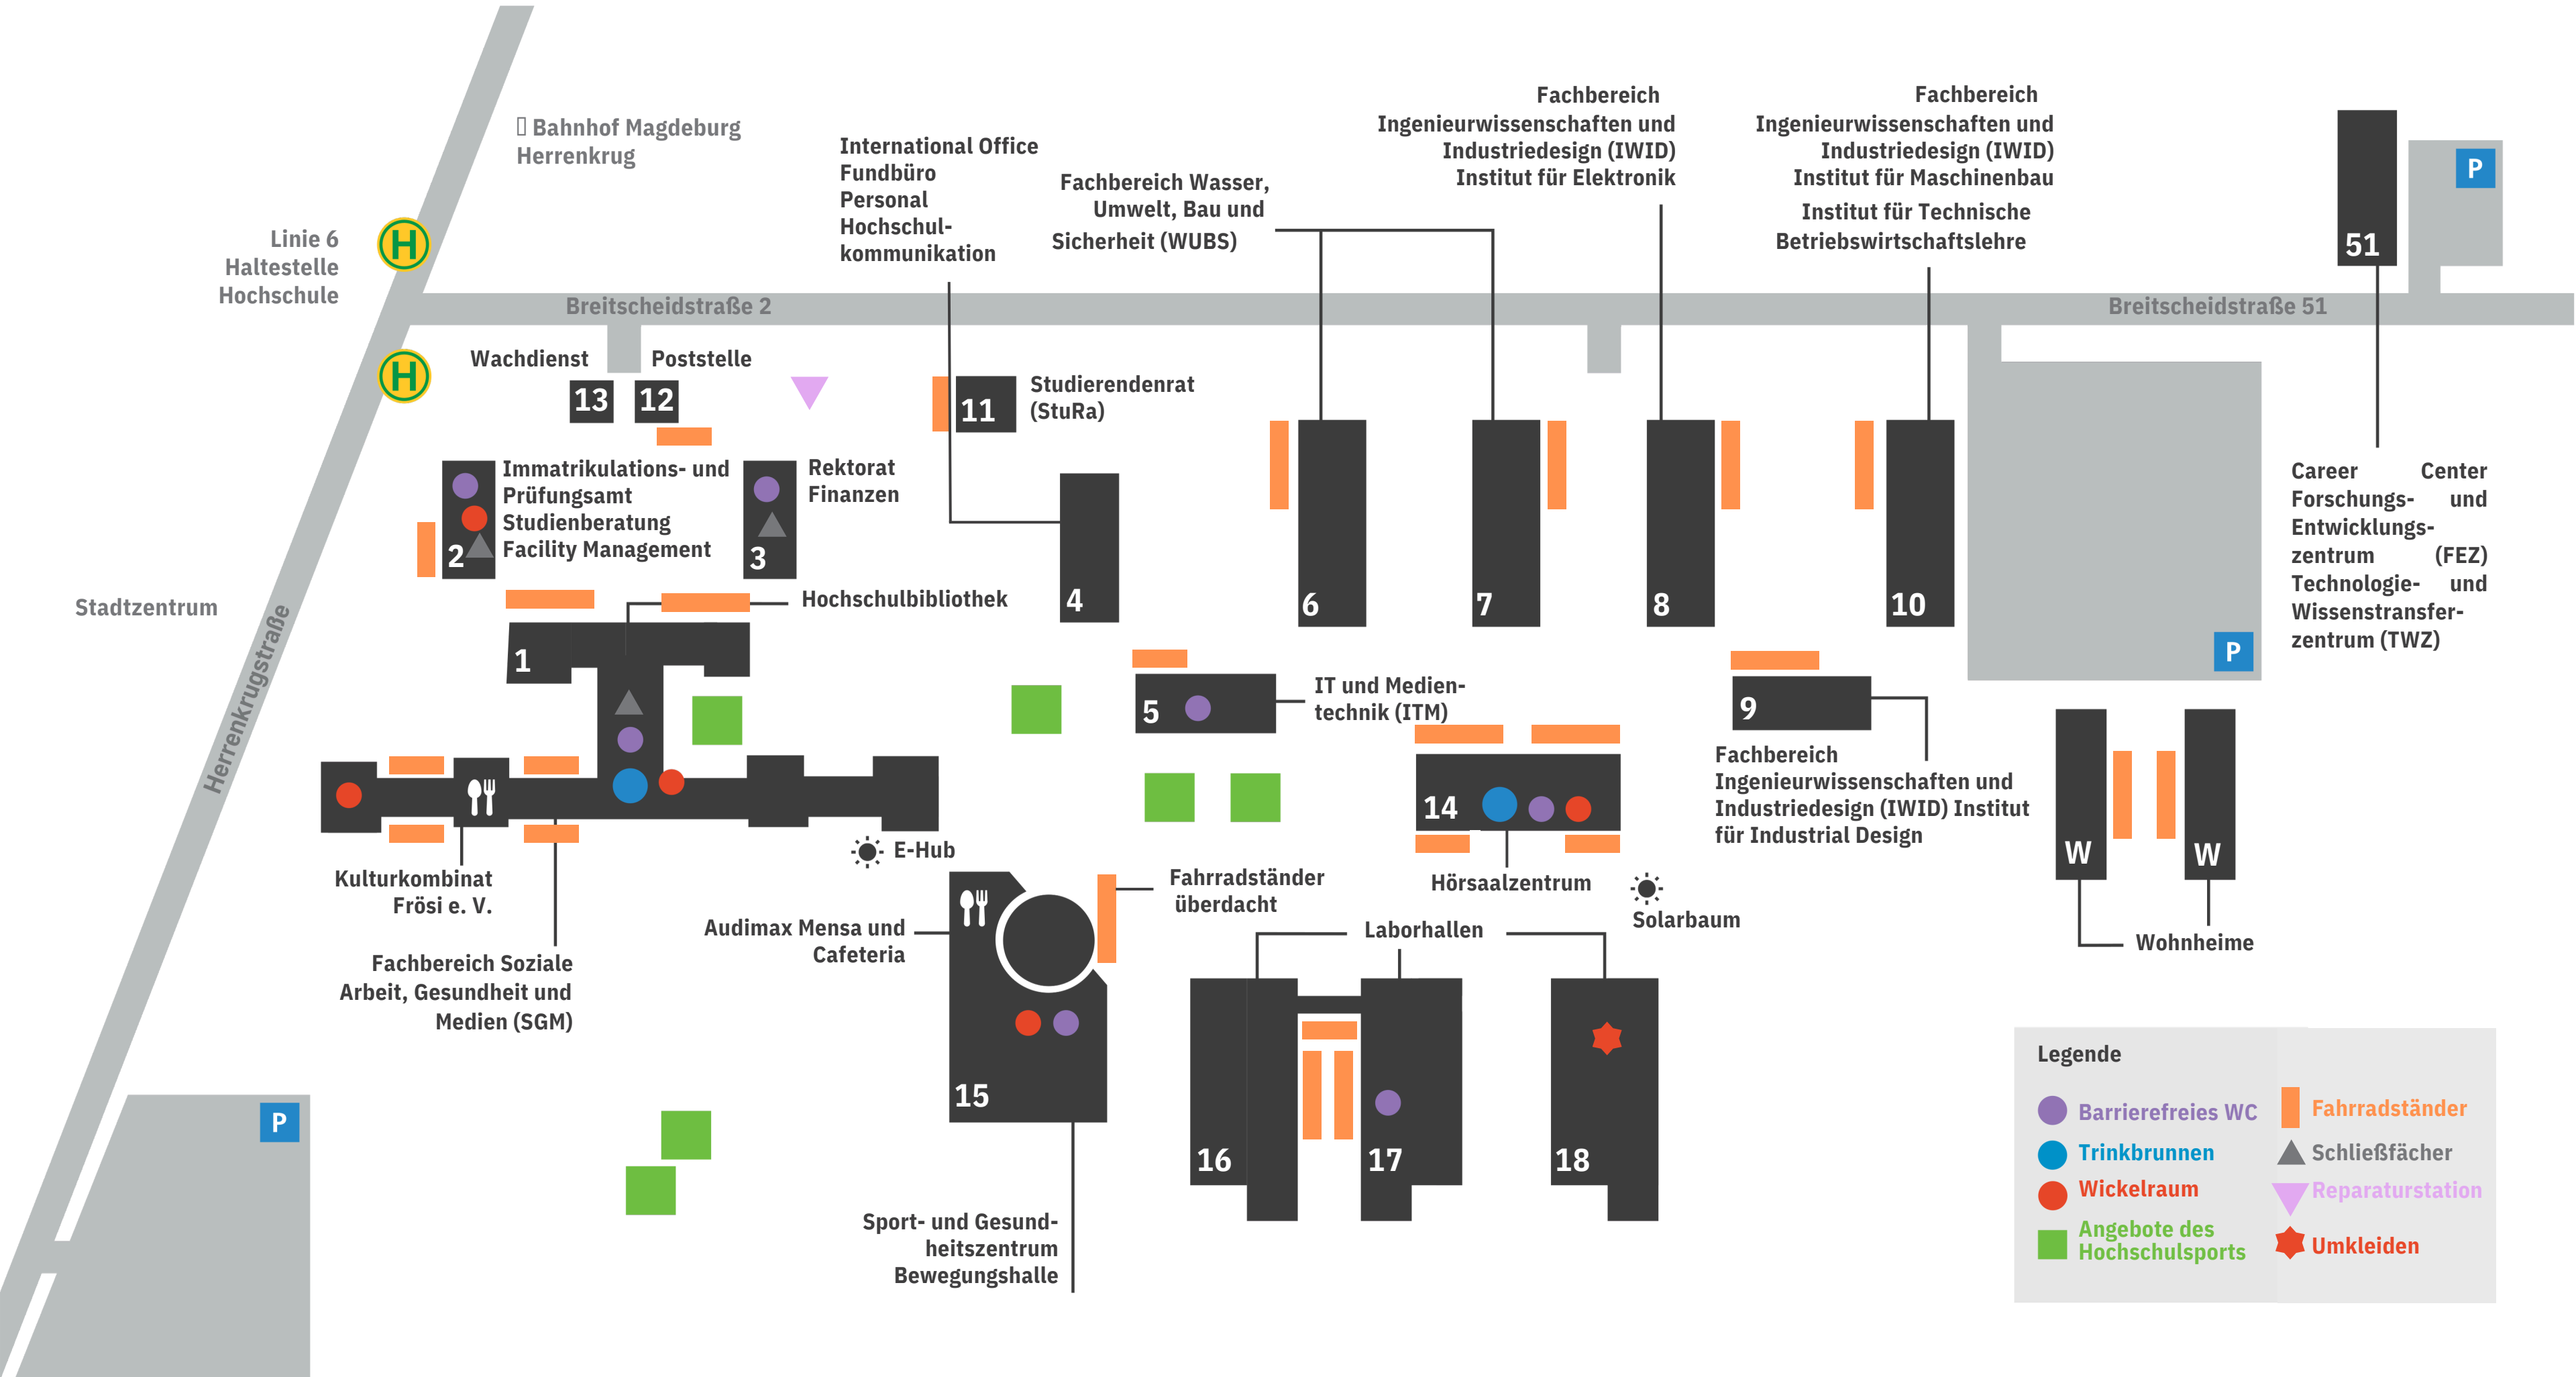 Bahnhof Magdeburg
Herrenkrug
Linie 6
Haltestelle
Hochschule
H
H
Stadtzentrum
Herrenkrugstraße
Breitscheidstraße 2
Breitscheidstraße 51
International Office
Fundbüro
Personal
Hochschul-
kommunikation
Fachbereich Wasser,
Umwelt, Bau und
Sicherheit (WUBS)
Fachbereich
Ingenieurwissenschaften und
Industriedesign (IWID)
Institut für Elektronik
Fachbereich
Ingenieurwissenschaften und
Industriedesign (IWID)
Institut für Maschinenbau
Institut für Technische
Betriebswirtschaftslehre
51
P
Wachdienst
Poststelle
13
12
11
Studierendenrat
(StuRa)
2
Immatrikulations- und
Prüfungsamt
Studienberatung
Facility Management
3
Rektorat
Finanzen
4
6
7
8
10
P
Career Center
Forschungs- und
Entwicklungs-
zentrum (FEZ)
Technologie- und
Wissenstransfer-
zentrum (TWZ)
Hochschulbibliothek
1
5
IT und Medien-
technik (ITM)
9
Fachbereich
Ingenieurwissenschaften und
Industriedesign (IWID) Institut
für Industrial Design
14
Hörsaalzentrum
W
W
Wohnheime
E-Hub
Kulturkombinat
Frösi e. V.
Fachbereich Soziale
Arbeit, Gesundheit und
Medien (SGM)
Audimax Mensa und
Cafeteria
Fahrradständer
überdacht
Solarbaum
Laborhallen
15
16
17
18
Sport- und Gesund-
heitszentrum
Bewegungshalle
P
Legende
Barrierefreies WC
Trinkbrunnen
Wickelraum
Angebote des
Hochschulsports
Fahrradständer
Schließfächer
Reparaturstation
Umkleiden